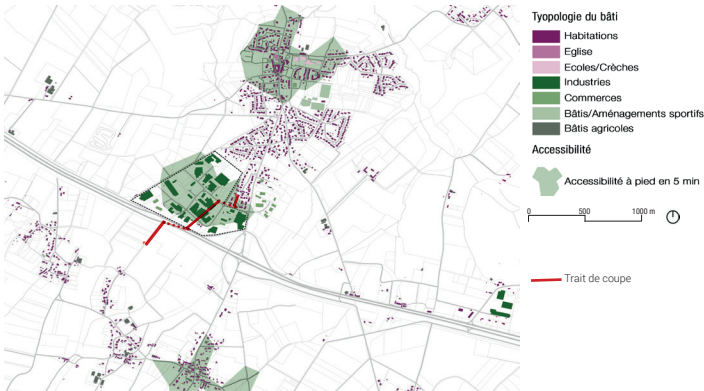 Tyopologie du bâti
Habitations
Eglise
Ecoles/Crèches
Industries
Commerces
Bâtis/Aménagements sportifs
Bâtis agricoles
Accessibilité
Accessibilité à pied en 5 min
0 500 1000 m
Trait de coupe